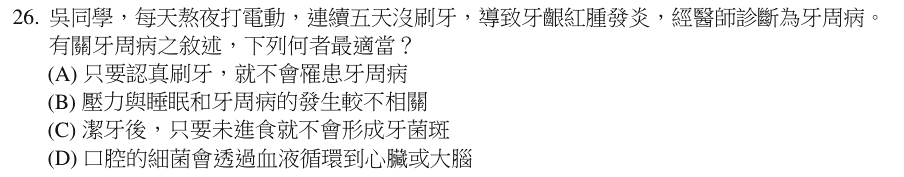 26. 吳同學，每天熬夜打電動，連續五天沒刷牙，導致牙齦紅腫發炎，經醫師診斷為牙周病。
有關牙周病之敘述，下列何者最適當？
(A) 只要認真刷牙，就不會罹患牙周病
(B) 壓力與睡眠和牙周病的發生較不相關
(C) 潔牙後，只要未進食就不會形成牙菌斑
(D) 口腔的細菌會透過血液循環到心臟或大腦